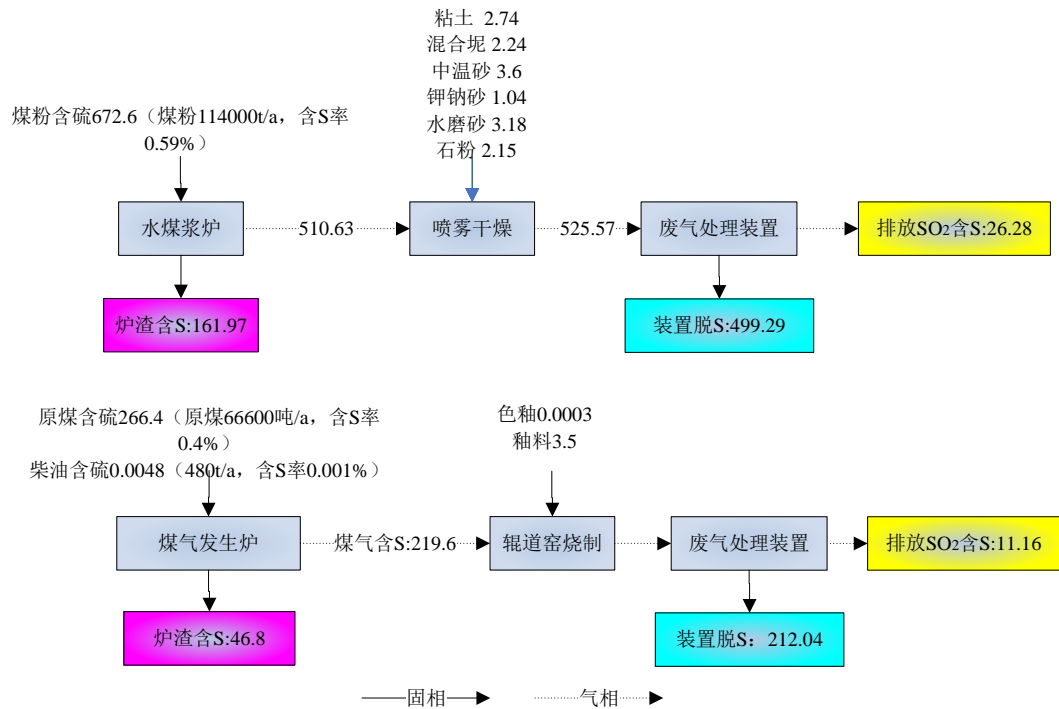 粘土 2.74
混合坭 2.24
中温砂 3.6
钾钠砂 1.04
水磨砂 3.18
石粉 2.15
煤粉含硫672.6（煤粉114000t/a，含S率
0.59%）
水煤浆炉
510.63
喷雾干燥
525.57
废气处理装置
排放SO2含S:26.28
炉渣含S:161.97
装置脱S:499.29
原煤含硫266.4（原煤66600吨/a，含S率
0.4%）
柴油含硫0.0048（480t/a，含S率0.001%）
色釉0.0003
釉料3.5
煤气发生炉
煤气含S:219.6
辊道窑烧制
废气处理装置
排放SO2含S:11.16
炉渣含S:46.8
装置脱S：212.04
固相
气相